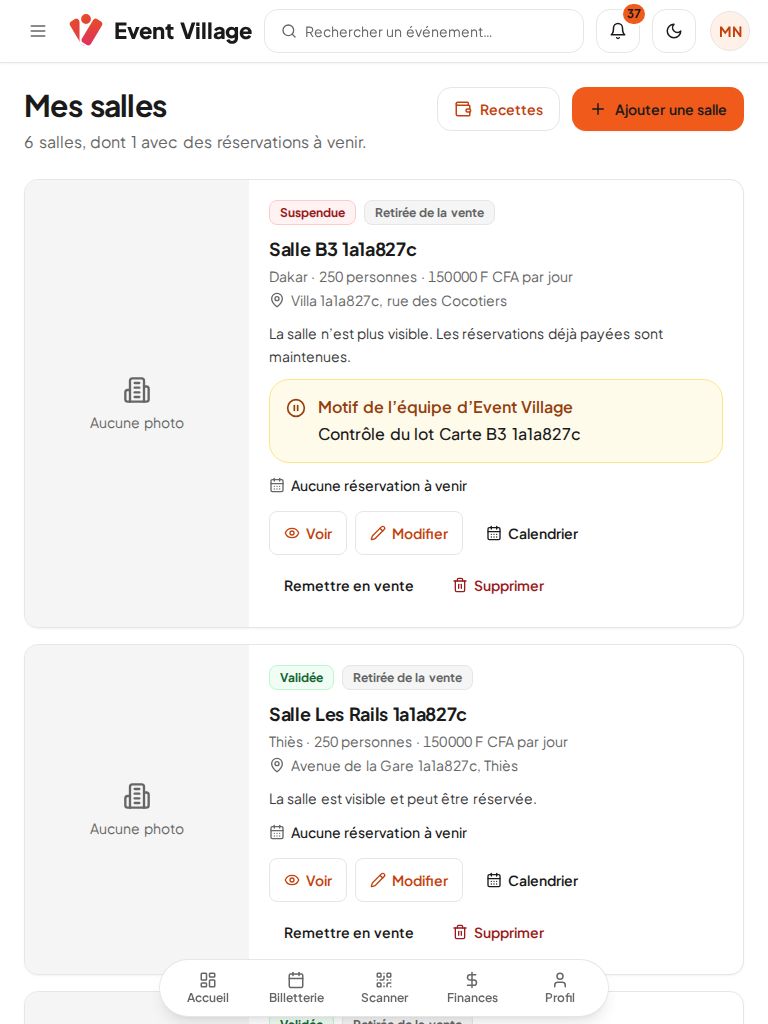 Event Village
Rechercher un événement...
37
MN
Mes salles
6 salles, dont 1 avec des réservations à venir.
Recettes
Ajouter une salle
Aucune photo
Suspendue
Retirée de la vente
Salle B3 1a1a827c
Dakar · 250 personnes · 150000 F CFA par jour
Villa 1a1a827c, rue des Cocotiers
La salle n’est plus visible. Les réservations déjà payées sont
maintenues.
Motif de l’équipe d’Event Village
Contrôle du lot Carte B3 1a1a827c
Aucune réservation à venir
Voir
Modifier
Calendrier
Remettre en vente
Supprimer
Aucune photo
Validée
Retirée de la vente
Salle Les Rails 1a1a827c
Thiès · 250 personnes · 150000 F CFA par jour
Avenue de la Gare 1a1a827c, Thiès
La salle est visible et peut être réservée.
Aucune réservation à venir
Voir
Modifier
Calendrier
Remettre en vente
Supprimer
Accueil
Billetterie
Scanner
Finances
Profil
Validée
Retirée de la vente